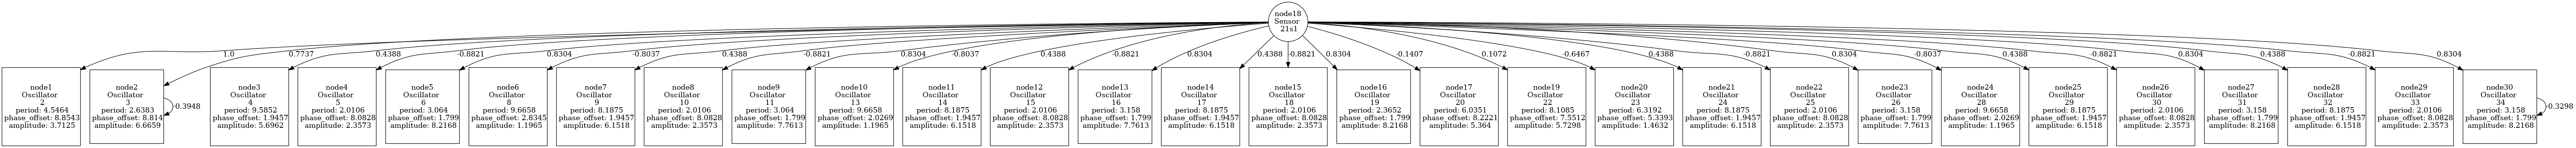 node18
Sensor
21s1
1.0
0.7737
0.4388
-0.8821
0.8304
-0.8037
0.4388
-0.8821
0.8304
-0.8037
0.4388
-0.8821
0.8304
0.4388
-0.8821
0.8304
-0.1407
0.1072
-0.6467
0.4388
-0.8821
0.8304
-0.8037
0.4388
-0.8821
0.8304
0.4388
-0.8821
0.8304
node1
Oscillator
2
period: 4.5464
phase_offset: 8.8543
amplitude: 3.7125
node2
Oscillator
3
period: 2.6383
phase_offset: 8.814
amplitude: 6.6659
-0.3948
node3
Oscillator
4
period: 9.5852
phase_offset: 1.9457
amplitude: 5.6962
node4
Oscillator
5
period: 2.0106
phase_offset: 8.0828
amplitude: 2.3573
node5
Oscillator
6
period: 3.064
phase_offset: 1.799
amplitude: 8.2168
node6
Oscillator
8
period: 9.6658
phase_offset: 2.8345
amplitude: 1.1965
node7
Oscillator
9
period: 8.1875
phase_offset: 1.9457
amplitude: 6.1518
node8
Oscillator
10
period: 2.0106
phase_offset: 8.0828
amplitude: 2.3573
node9
Oscillator
11
period: 3.064
phase_offset: 1.799
amplitude: 7.7613
node10
Oscillator
13
period: 9.6658
phase_offset: 2.0269
amplitude: 1.1965
node11
Oscillator
14
period: 8.1875
phase_offset: 1.9457
amplitude: 6.1518
node12
Oscillator
15
period: 2.0106
phase_offset: 8.0828
amplitude: 2.3573
node13
Oscillator
16
period: 3.158
phase_offset: 1.799
amplitude: 7.7613
node14
Oscillator
17
period: 8.1875
phase_offset: 1.9457
amplitude: 6.1518
node15
Oscillator
18
period: 2.0106
phase_offset: 8.0828
amplitude: 2.3573
node16
Oscillator
19
period: 2.3652
phase_offset: 1.799
amplitude: 8.2168
node17
Oscillator
20
period: 6.0351
phase_offset: 8.2221
amplitude: 5.364
node19
Oscillator
22
period: 8.1085
phase_offset: 7.5512
amplitude: 5.7298
node20
Oscillator
23
period: 6.3192
phase_offset: 5.3393
amplitude: 1.4632
node21
Oscillator
24
period: 8.1875
phase_offset: 1.9457
amplitude: 6.1518
node22
Oscillator
25
period: 2.0106
phase_offset: 8.0828
amplitude: 2.3573
node23
Oscillator
26
period: 3.158
phase_offset: 1.799
amplitude: 7.7613
node24
Oscillator
28
period: 9.6658
phase_offset: 2.0269
amplitude: 1.1965
node25
Oscillator
29
period: 8.1875
phase_offset: 1.9457
amplitude: 6.1518
node26
Oscillator
30
period: 2.0106
phase_offset: 8.0828
amplitude: 2.3573
node27
Oscillator
31
period: 3.158
phase_offset: 1.799
amplitude: 8.2168
node28
Oscillator
32
period: 8.1875
phase_offset: 1.9457
amplitude: 6.1518
node29
Oscillator
33
period: 2.0106
phase_offset: 8.0828
amplitude: 2.3573
node30
Oscillator
34
period: 3.158
phase_offset: 1.799
amplitude: 8.2168
-0.3298